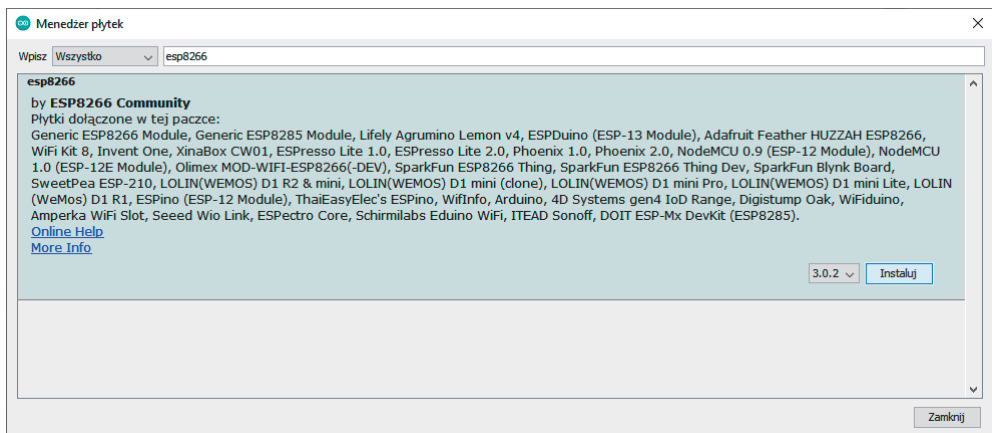 Menedżer płytek
Wpisz Wszystko esp8266
esp8266
by ESP8266 Community
Płytki dołączone w tej paczce:
Generic ESP8266 Module, Generic ESP8285 Module, Lifely Agrumino Lemon v4, ESPDuino (ESP-13 Module), Adafruit Feather HUZZAH ESP8266,
WiFi Kit 8, Invent One, XinaBox CW01, ESPresso Lite 1.0, ESPresso Lite 2.0, Phoenix 1.0, Phoenix 2.0, NodeMCU 0.9 (ESP-12 Module), NodeMCU
1.0 (ESP-12E Module), Olimex MOD-WIFI-ESP8266(-DEV), SparkFun ESP8266 Thing, SparkFun ESP8266 Thing Dev, SparkFun Blynk Board,
SweetPea ESP-210, LOLIN(WEMOS) D1 R2 & mini, LOLIN(WEMOS) D1 mini (clone), LOLIN(WEMOS) D1 mini Pro, LOLIN(WEMOS) D1 mini Lite, LOLIN
(WeMos) D1 R1, ESPino (ESP-12 Module), ThaiEasyElec's ESPino, WifInfo, Arduino, 4D Systems gen4 IoD Range, Digistump Oak, WiFiduino,
Amperka WiFi Slot, Seeed Wio Link, ESPectro Core, Schirmilabs Eduino WiFi, ITEAD Sonoff, DOIT ESP-Mx DevKit (ESP8285).
Online Help
More Info
3.0.2 Instaluj
Zamknij